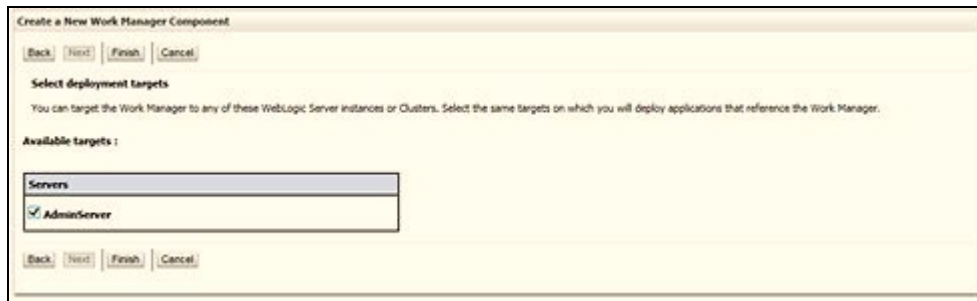 Create a New Work Manager Component
Back Next Finish Cancel
Select deployment targets
You can target the Work Manager to any of these WebLogic Server instances or Clusters. Select the same targets on which you will deploy applications that reference the Work Manager.
Available targets :
Servers
AdminServer
Back Next Finish Cancel